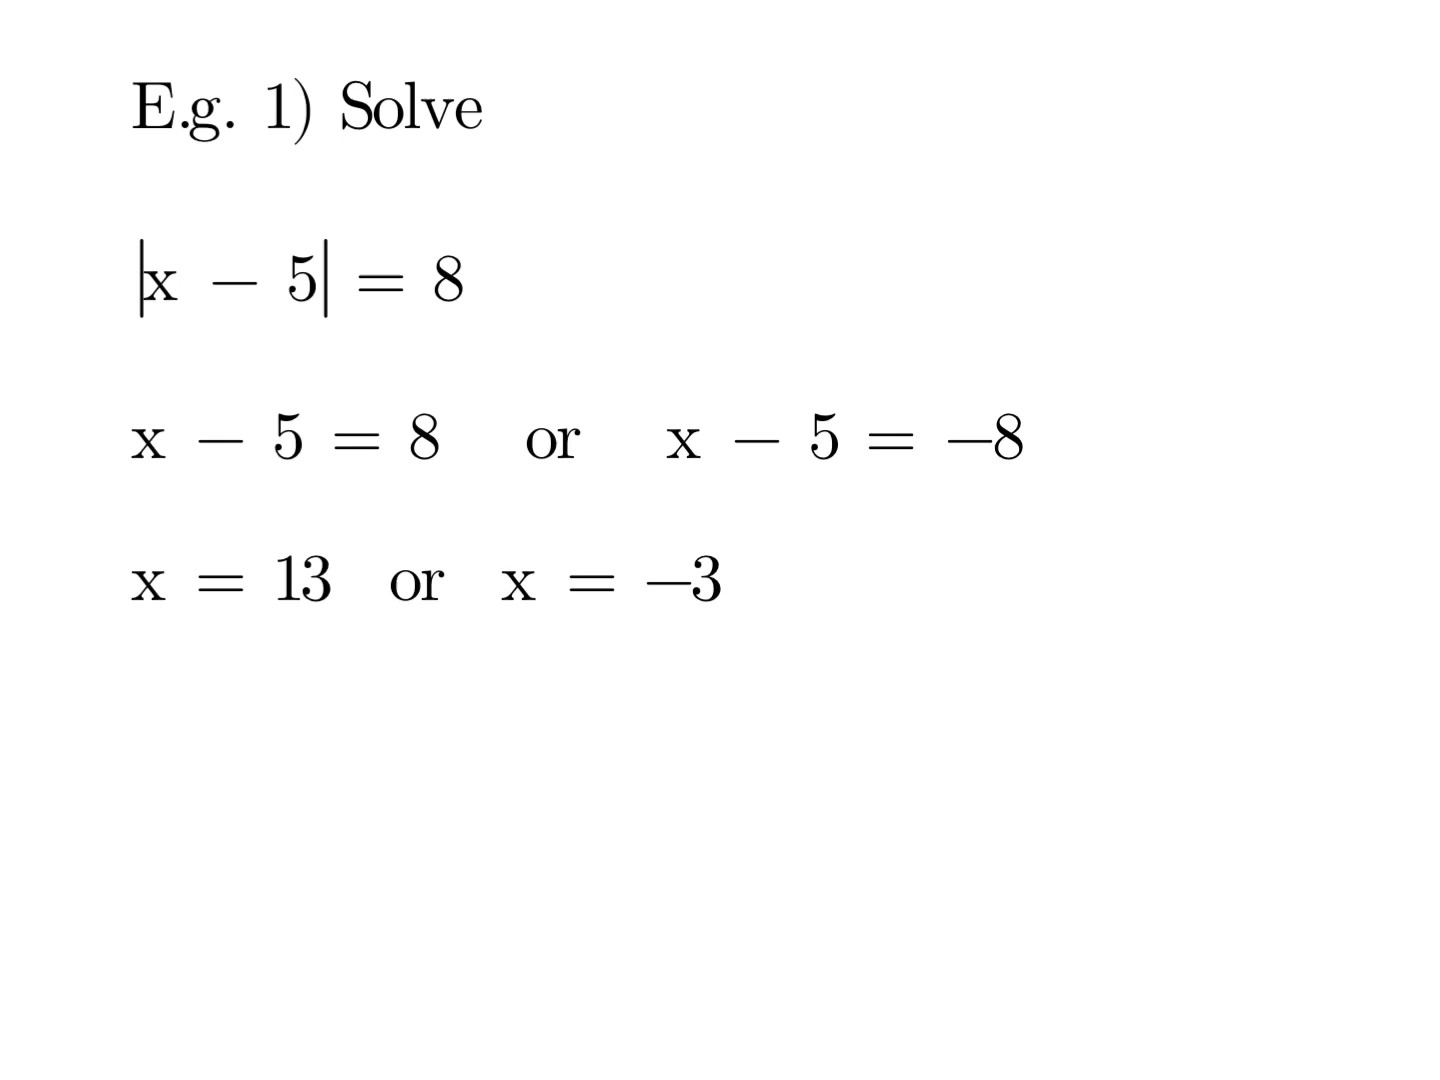 E.g. 1) Solve
|x − 5| = 8
x − 5 = 8 or x − 5 = −8
x = 13 or x = −3